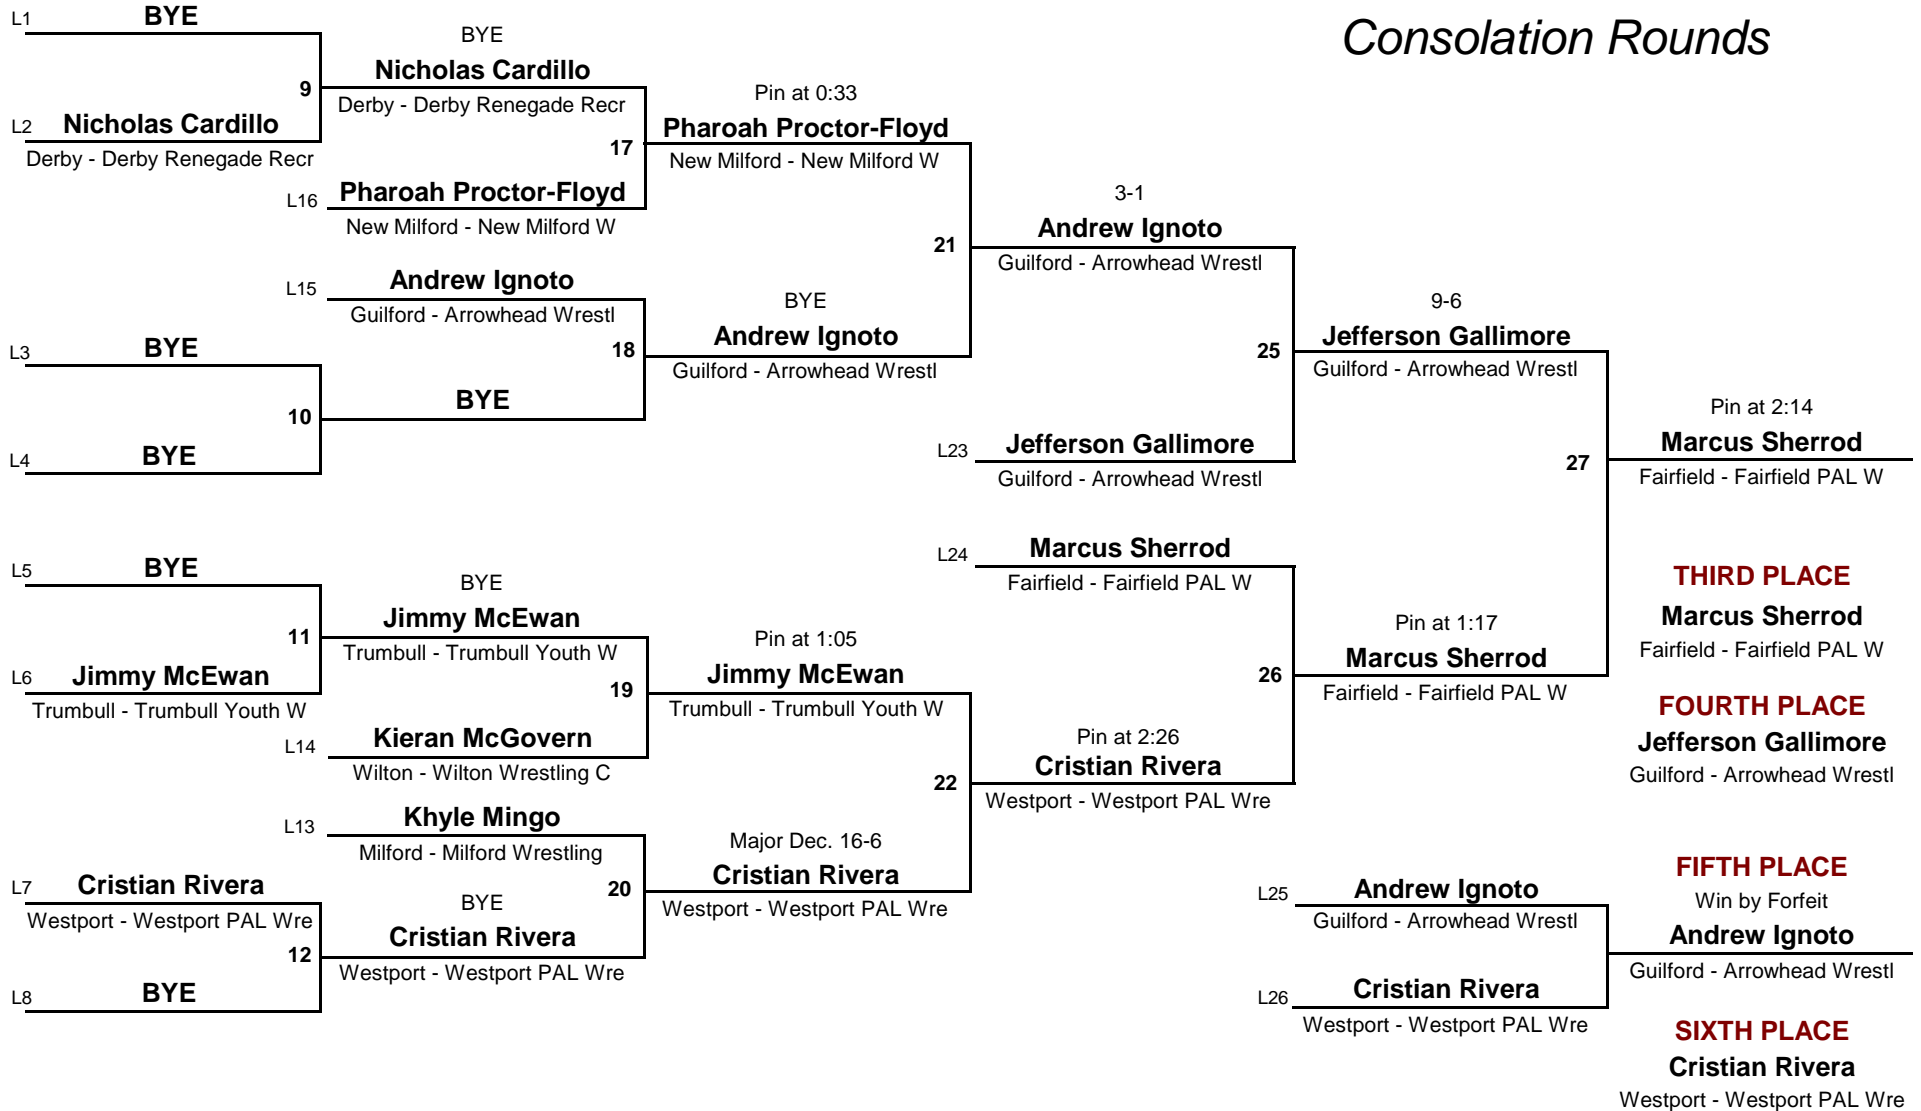 Consolation Rounds
L1 BYE
9
L2 Nicholas Cardillo
Derby - Derby Renegade Recr
BYE
Nicholas Cardillo
Derby - Derby Renegade Recr
17
L16 Pharoah Proctor-Floyd
New Milford - New Milford W
Pin at 0:33
Pharoah Proctor-Floyd
New Milford - New Milford W
21
L15 Andrew Ignoto
Guilford - Arrowhead Wrestl
18
L3 BYE
10
L4 BYE
BYE
BYE
Andrew Ignoto
Guilford - Arrowhead Wrestl
3-1
Andrew Ignoto
Guilford - Arrowhead Wrestl
25
L23 Jefferson Gallimore
Guilford - Arrowhead Wrestl
9-6
Jefferson Gallimore
Guilford - Arrowhead Wrestl
27
L5 BYE
11
L6 Jimmy McEwan
Trumbull - Trumbull Youth W
BYE
Jimmy McEwan
Trumbull - Trumbull Youth W
19
L14 Kieran McGovern
Wilton - Wilton Wrestling C
Pin at 1:05
Jimmy McEwan
Trumbull - Trumbull Youth W
22
L13 Khyle Mingo
Milford - Milford Wrestling
20
L7 Cristian Rivera
Westport - Westport PAL Wre
12
L8 BYE
BYE
Cristian Rivera
Westport - Westport PAL Wre
Major Dec. 16-6
Cristian Rivera
Westport - Westport PAL Wre
L24 Marcus Sherrod
Fairfield - Fairfield PAL W
26
Pin at 2:26
Cristian Rivera
Westport - Westport PAL Wre
Pin at 1:17
Marcus Sherrod
Fairfield - Fairfield PAL W
Pin at 2:14
Marcus Sherrod
Fairfield - Fairfield PAL W
THIRD PLACE
Marcus Sherrod
Fairfield - Fairfield PAL W
FOURTH PLACE
Jefferson Gallimore
Guilford - Arrowhead Wrestl
L25 Andrew Ignoto
Guilford - Arrowhead Wrestl
L26 Cristian Rivera
Westport - Westport PAL Wre
FIFTH PLACE
Win by Forfeit
Andrew Ignoto
Guilford - Arrowhead Wrestl
SIXTH PLACE
Cristian Rivera
Westport - Westport PAL Wre